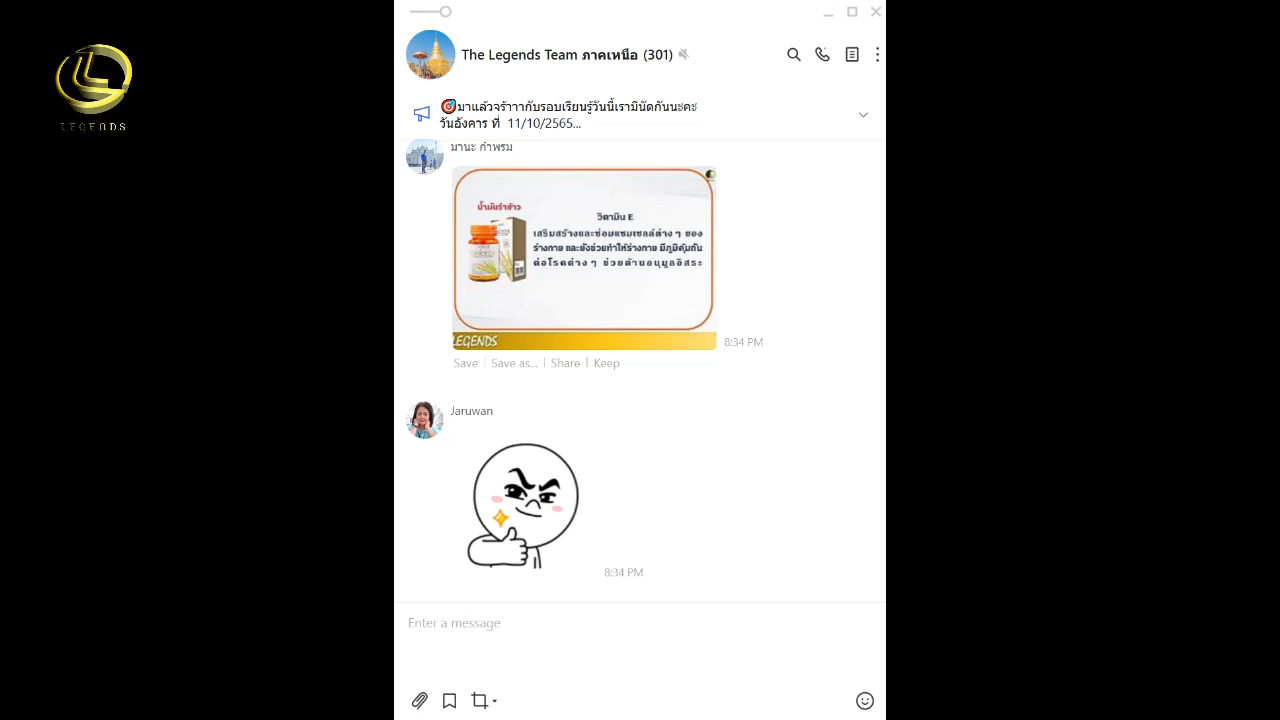 LEGENDS
The Legends Team ภาคเหนือ (301)
🎯มาแล้วจร้าาากับรอบเรียนรู้วันนี้เรามีนัดกันนะคะ
วันอังคาร ที่ 11/10/2565...
มานะ กำพรม
น้ำมันรำข้าว
วิตามิน E
เสริมสร้างและซ่อมแซมเซลล์ต่าง ๆ ของ
ร่างกาย และยังช่วยทำให้ร่างกาย มีภูมิคุ้มกัน
ต่อโรคต่าง ๆ ช่วยต้านอนุมูลอิสระ
LEGENDS
8:34 PM
Save | Save as... | Share | Keep
Jaruwan
8:34 PM
Enter a message